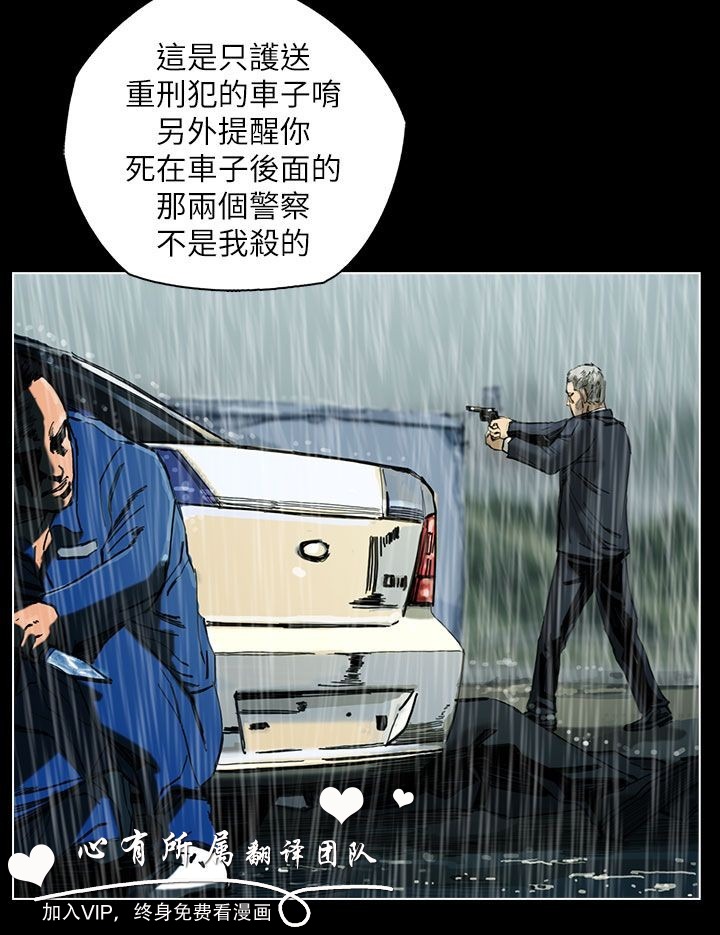 這是只護送
重刑犯的車子唷
另外提醒你
死在車子後面的
那兩個警察
不是我殺的
心有所属翻译团队
加入VIP，终身免费看漫画